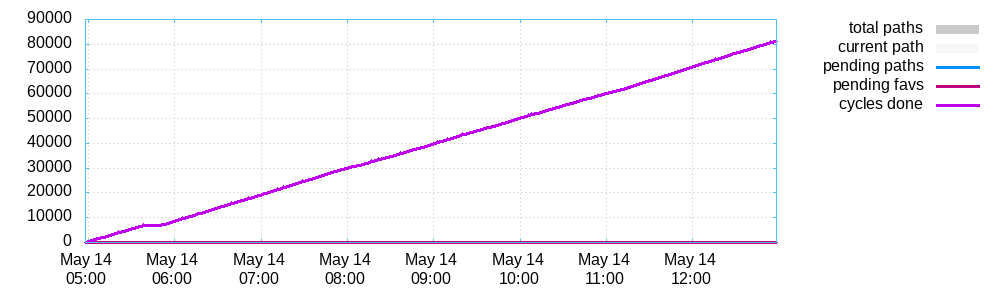 90000
80000
70000
60000
50000
40000
30000
20000
10000
0
May 14 May 14 May 14 May 14 May 14 May 14 May 14 May 14
05:00 06:00 07:00 08:00 09:00 10:00 11:00 12:00
total paths
current path
pending paths
pending favs
cycles done